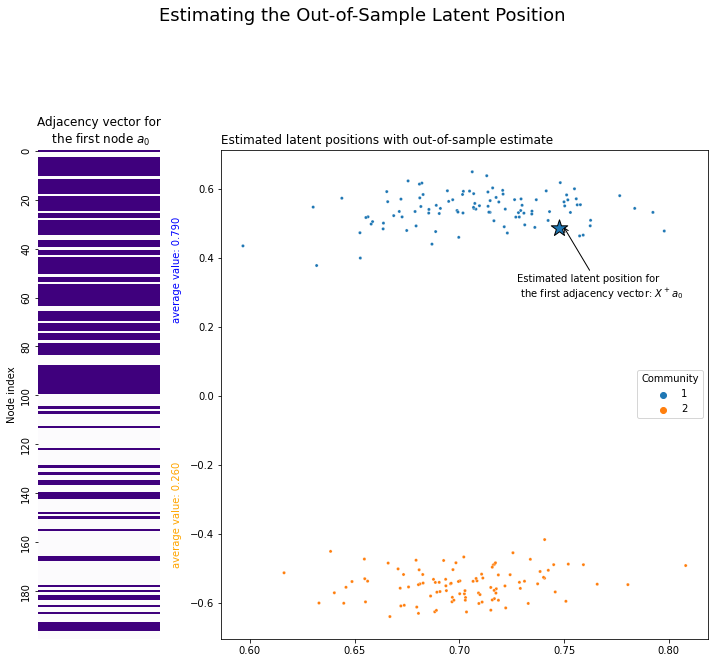 Estimating the Out-of-Sample Latent Position
Adjacency vector for
the first node a₀
Node index
0
20
40
60
80
100
120
140
160
180
average value: 0.790
average value: 0.260
Estimated latent positions with out-of-sample estimate
0.6
0.4
0.2
0.0
−0.2
−0.4
−0.6
0.60
0.65
0.70
0.75
0.80
Estimated latent position for
the first adjacency vector: X⁺a₀
Community
1
2